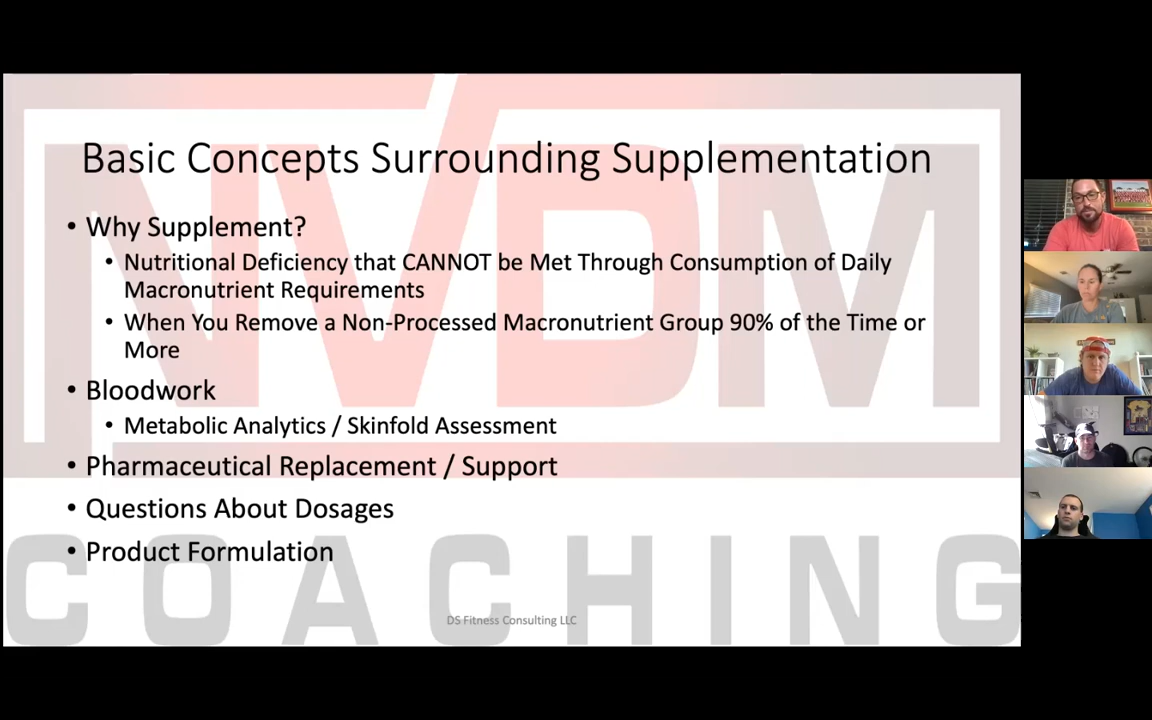 Basic Concepts Surrounding Supplementation
• Why Supplement?
• Nutritional Deficiency that CANNOT be Met Through Consumption of Daily
Macronutrient Requirements
• When You Remove a Non-Processed Macronutrient Group 90% of the Time or
More
• Bloodwork
• Metabolic Analytics / Skinfold Assessment
• Pharmaceutical Replacement / Support
• Questions About Dosages
• Product Formulation
DS Fitness Consulting LLC
NVDM
COACHING